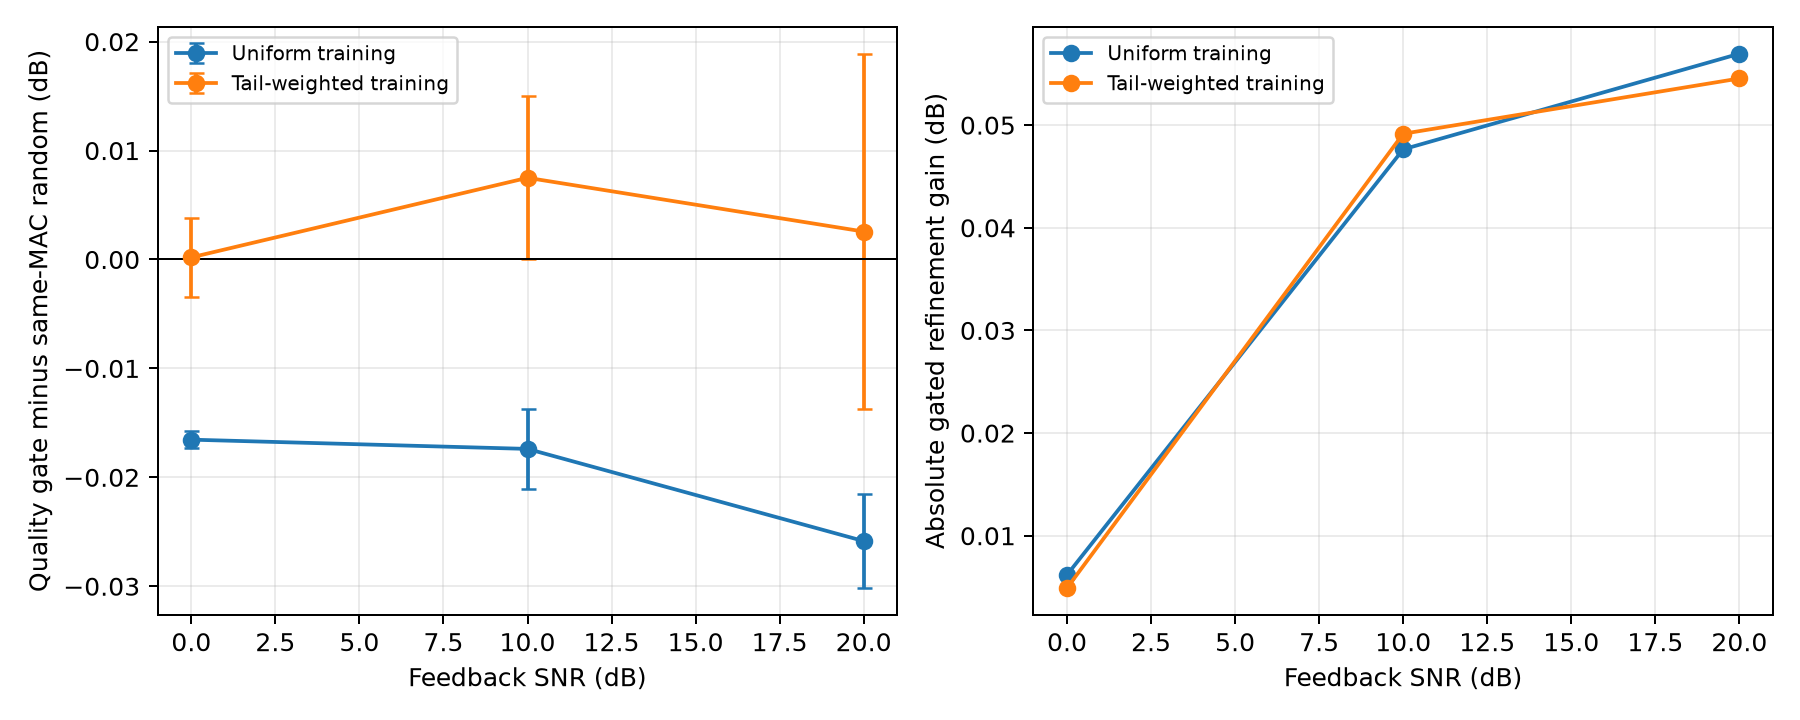 Quality gate minus same-MAC random (dB)
0.02
0.01
0.00
−0.01
−0.02
−0.03
Uniform training
Tail-weighted training
0.0 2.5 5.0 7.5 10.0 12.5 15.0 17.5 20.0
Feedback SNR (dB)
Absolute gated refinement gain (dB)
0.05
0.04
0.03
0.02
0.01
Uniform training
Tail-weighted training
0.0 2.5 5.0 7.5 10.0 12.5 15.0 17.5 20.0
Feedback SNR (dB)